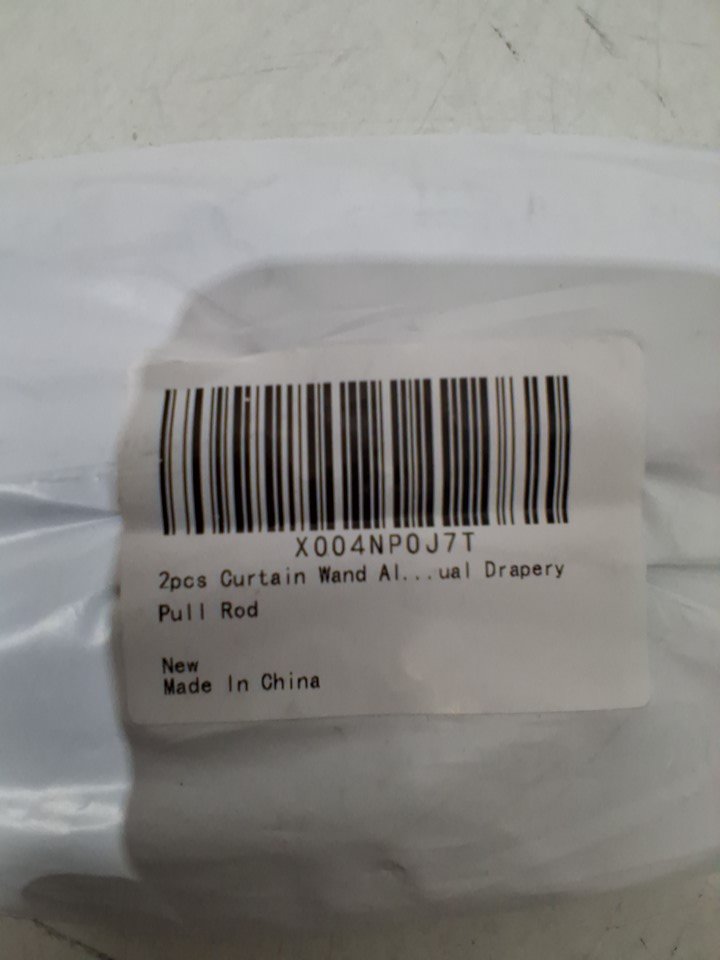 X004NP0J7T
2pcs Curtain Wand Al...ual Drapery
Pull Rod
New
Made In China